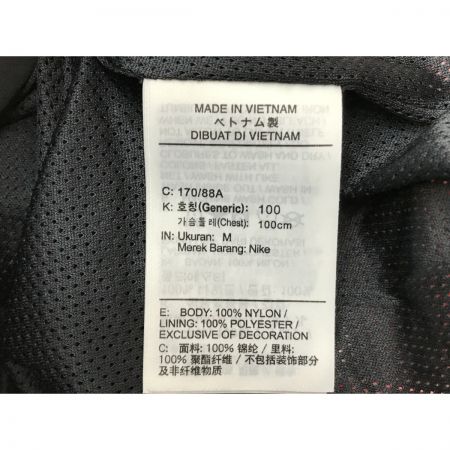 MADE IN VIETNAM
ベトナム製
DIBUAT DI VIETNAM
C: 170/88A
K: 호칭(Generic): 100
가슴둘레(Chest): 100cm
IN: Ukuran: M
Merek Barang: Nike
E: BODY: 100% NYLON /
LINING: 100% POLYESTER /
EXCLUSIVE OF DECORATION
C: 面料: 100% 锦纶 / 里料:
100% 聚酯纤维 / 不包括装饰部分
及非纤维物质